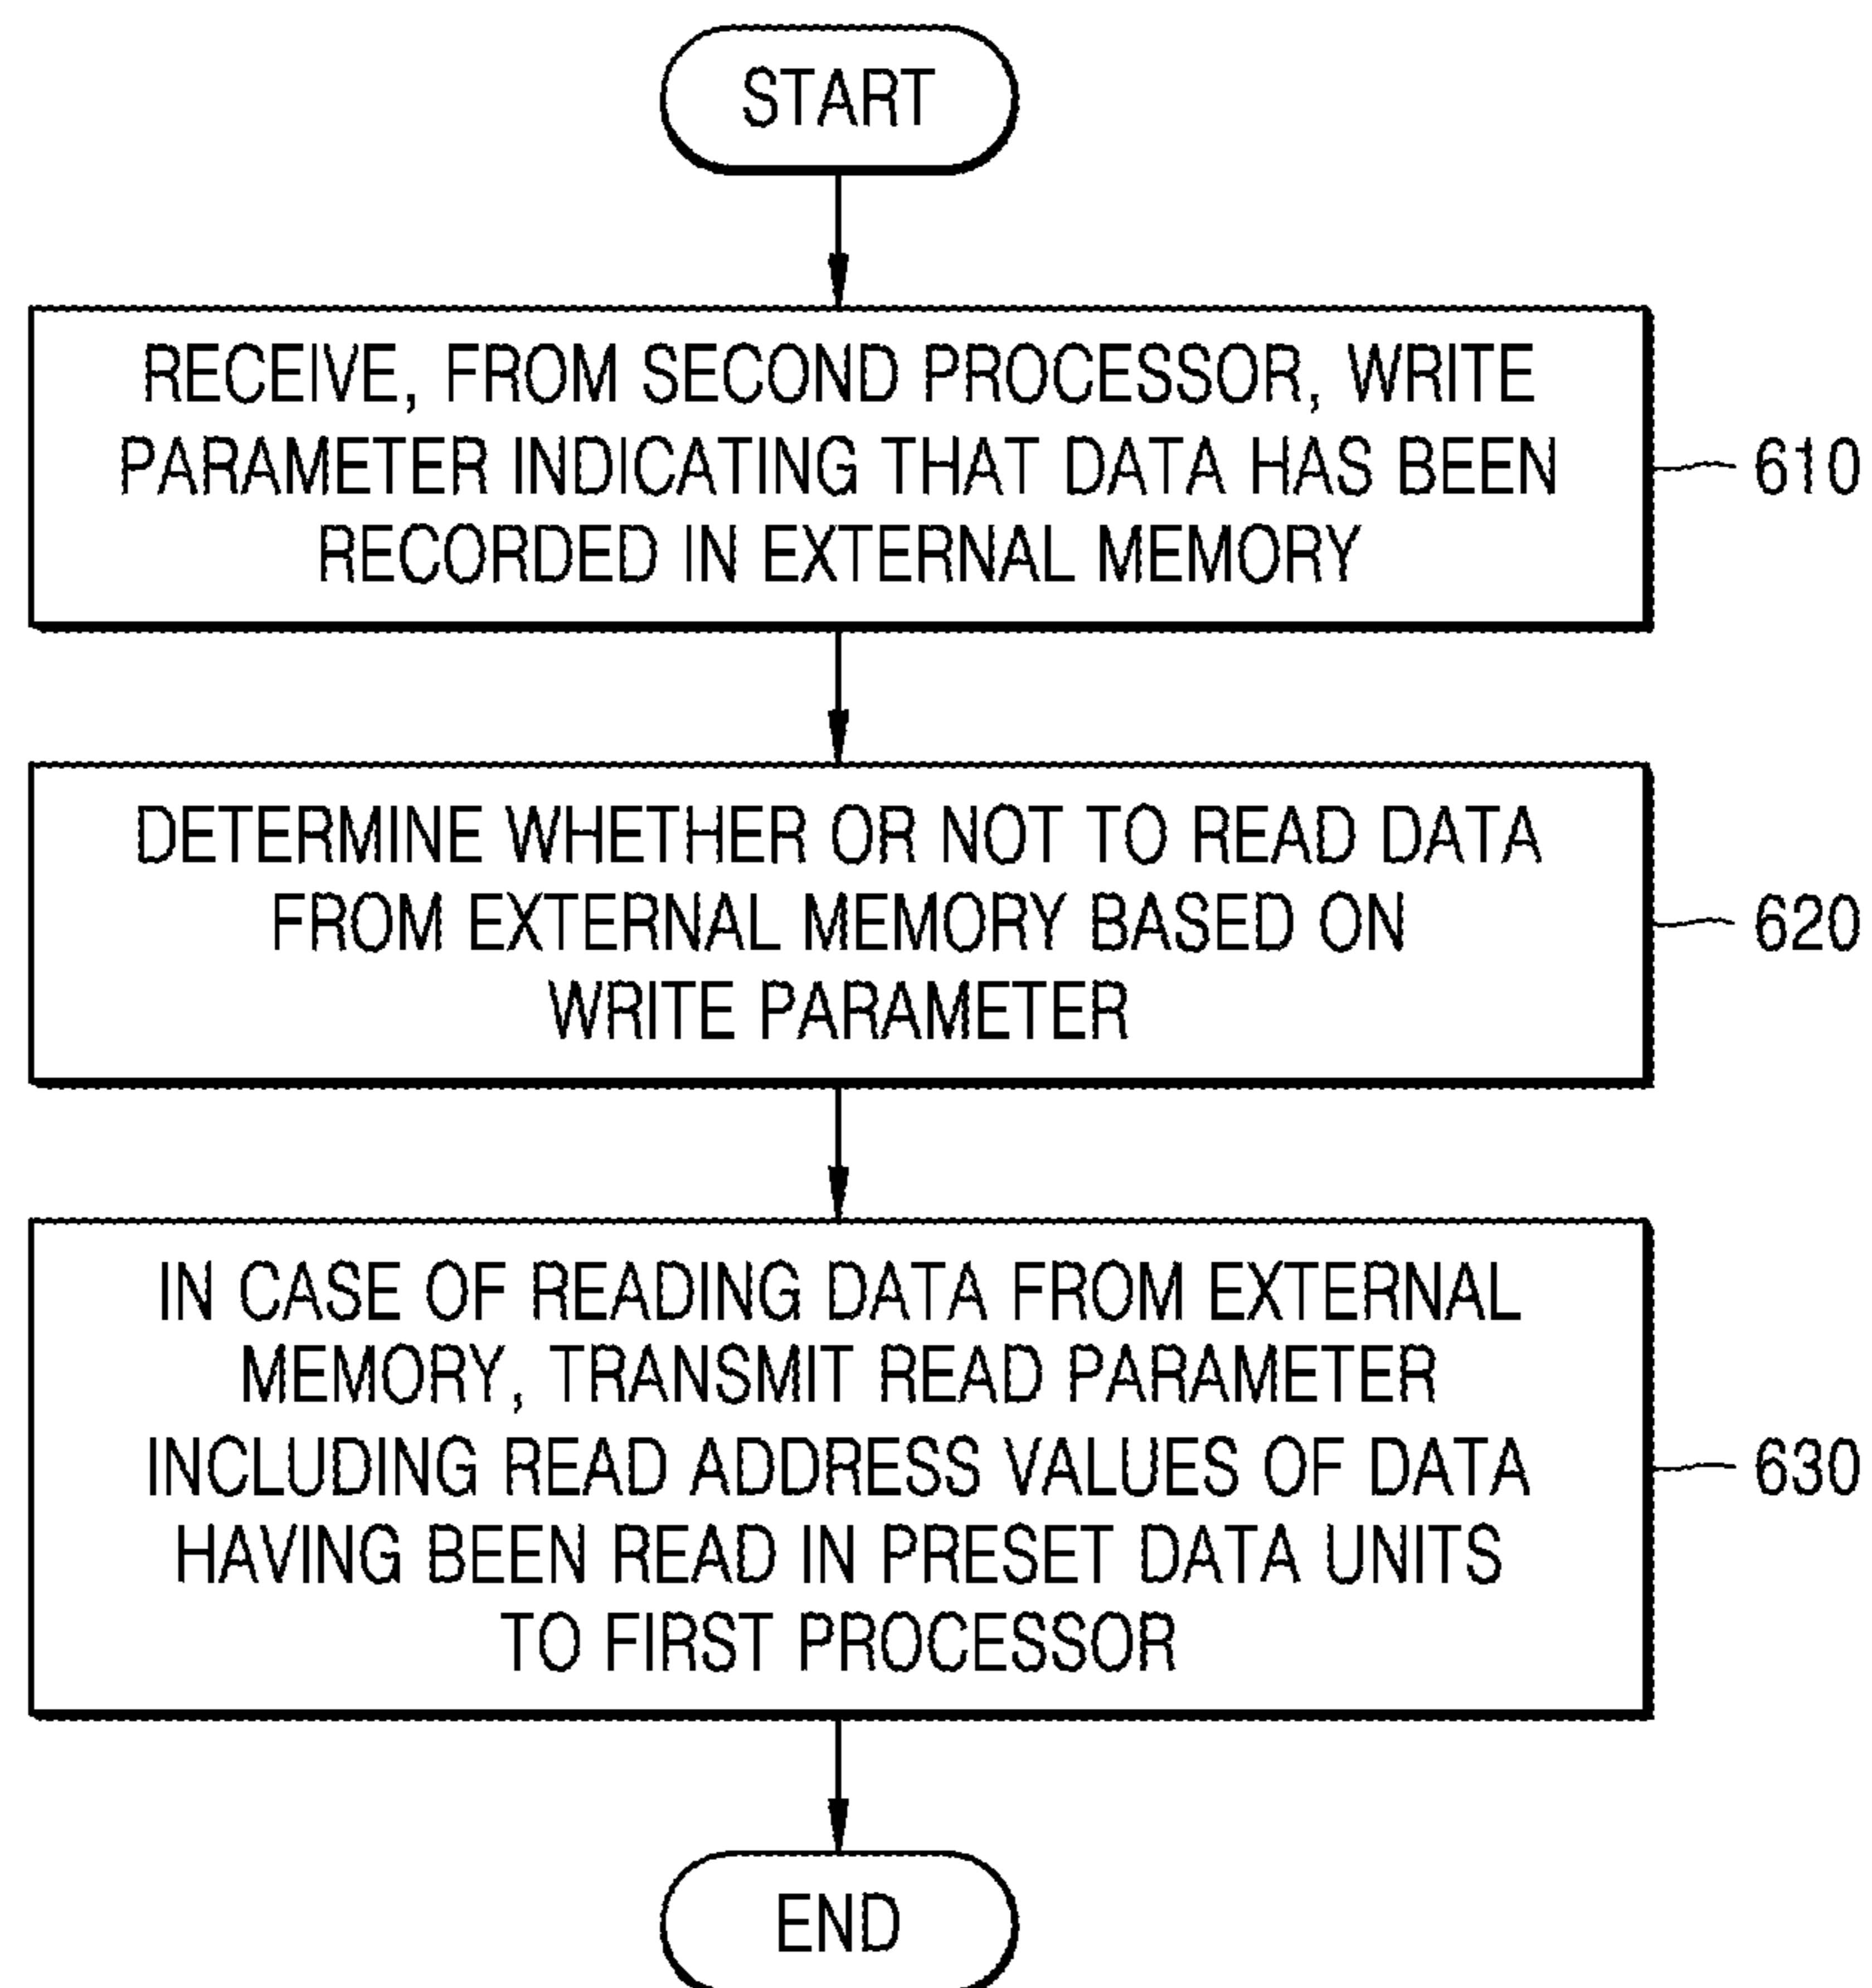 START
RECEIVE, FROM SECOND PROCESSOR, WRITE
PARAMETER INDICATING THAT DATA HAS BEEN
RECORDED IN EXTERNAL MEMORY
610
DETERMINE WHETHER OR NOT TO READ DATA
FROM EXTERNAL MEMORY BASED ON
WRITE PARAMETER
620
IN CASE OF READING DATA FROM EXTERNAL
MEMORY, TRANSMIT READ PARAMETER
INCLUDING READ ADDRESS VALUES OF DATA
HAVING BEEN READ IN PRESET DATA UNITS
TO FIRST PROCESSOR
630
END